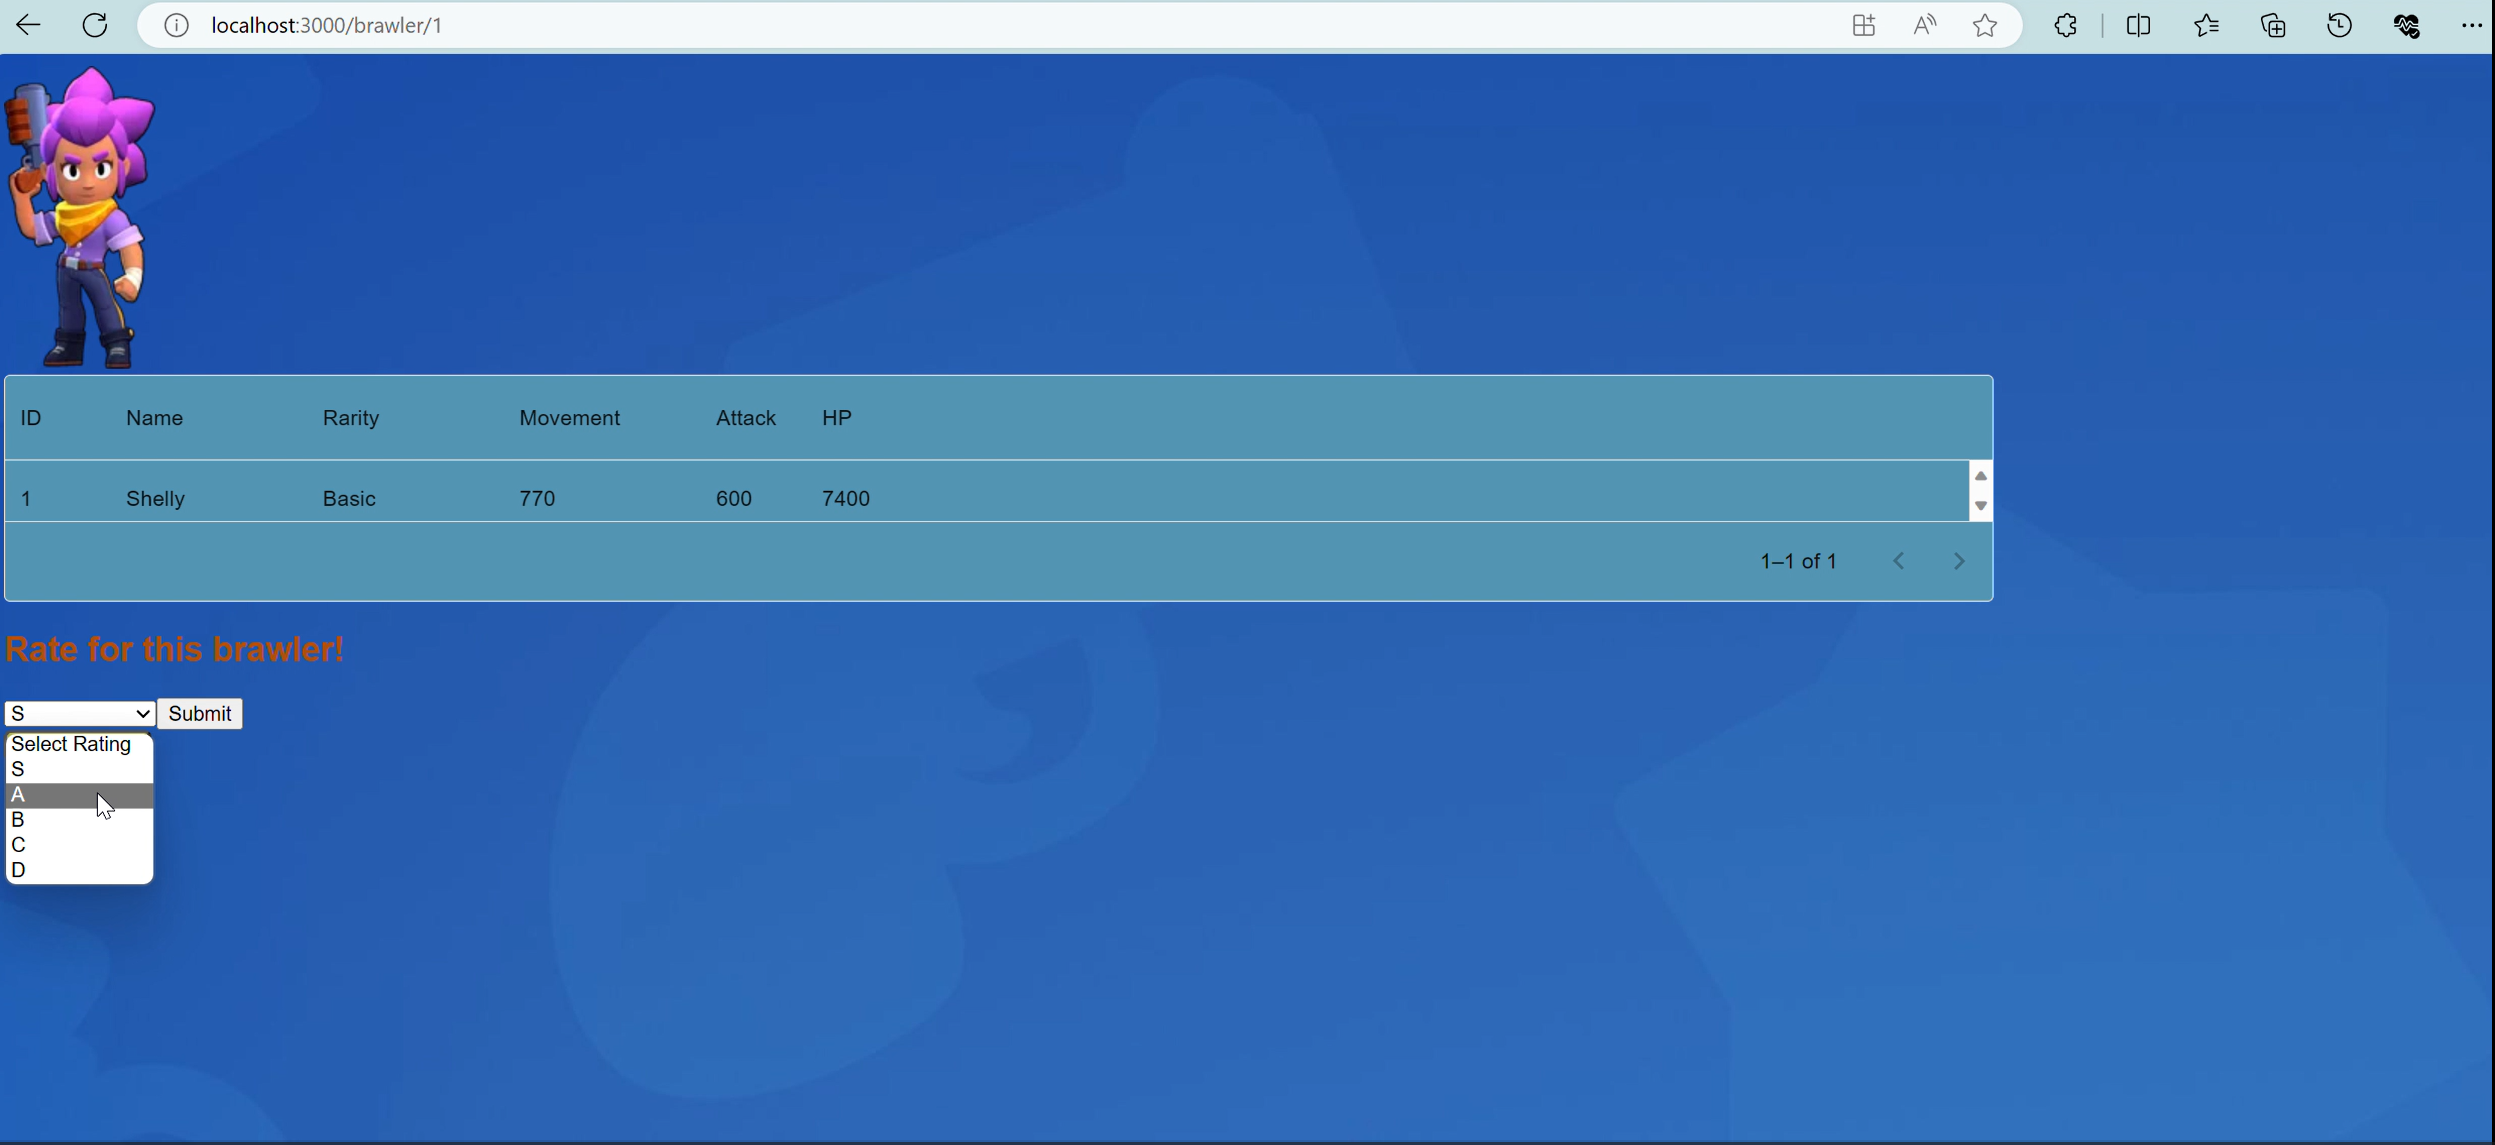 localhost:3000/brawler/1
ID Name Rarity Movement Attack HP
1 Shelly Basic 770 600 7400
1–1 of 1
Rate for this brawler!
S Submit
Select Rating
S
A
B
C
D